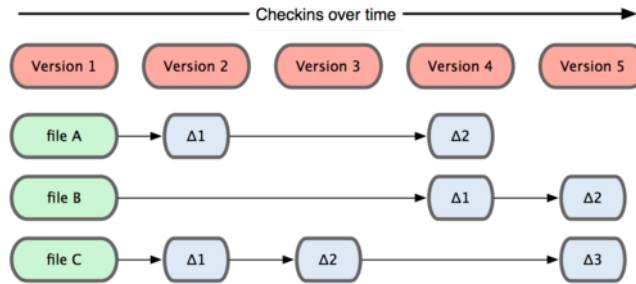 Checkins over time
Version 1 Version 2 Version 3 Version 4 Version 5
file A Δ1 Δ2
file B Δ1 Δ2
file C Δ1 Δ2 Δ3